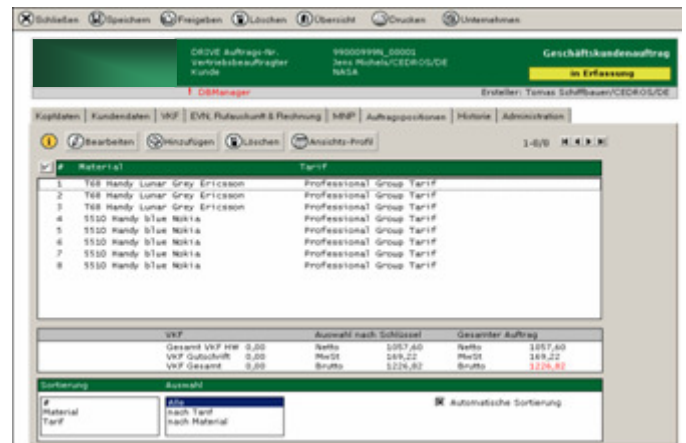 Schließen Speichern Freigeben Löschen Übersicht Drucken Unternehmen
DRIVE Auftrags-Nr. 99000999N_00001 Geschäftskundenauftrag
Vertriebsbeauftragter Jens Michels/CEDROS/DE
Kunde NASA in Erfassung
! DBManager Ersteller: Tomas Schiffbauer/CEDROS/DE
Kopfdaten Kundendaten VKF EVN, Rufauskunft & Rechnung MNP Auftragspositionen Historie Administration
Bearbeiten Hinzufügen Löschen Ansichts-Profil 1-8/8
# Material Tarif
1 T68 Handy Lunar Grey Ericsson Professional Group Tarif
2 T68 Handy Lunar Grey Ericsson Professional Group Tarif
3 T68 Handy Lunar Grey Ericsson Professional Group Tarif
4 5510 Handy blue Nokia Professional Group Tarif
5 5510 Handy blue Nokia Professional Group Tarif
6 5510 Handy blue Nokia Professional Group Tarif
7 5510 Handy blue Nokia Professional Group Tarif
8 5510 Handy blue Nokia Professional Group Tarif
VKF Auswahl nach Schlüssel Gesamter Auftrag
Gesamt VKF HW 0,00 Netto 1057,60 Netto 1057,60
VKF Gutschrift 0,00 MwSt 169,22 MwSt 169,22
VKF Gesamt 0,00 Brutto 1226,82 Brutto 1226,82
Sortierung Auswahl
# Alle Automatische Sortierung
Material nach Tarif
Tarif nach Material